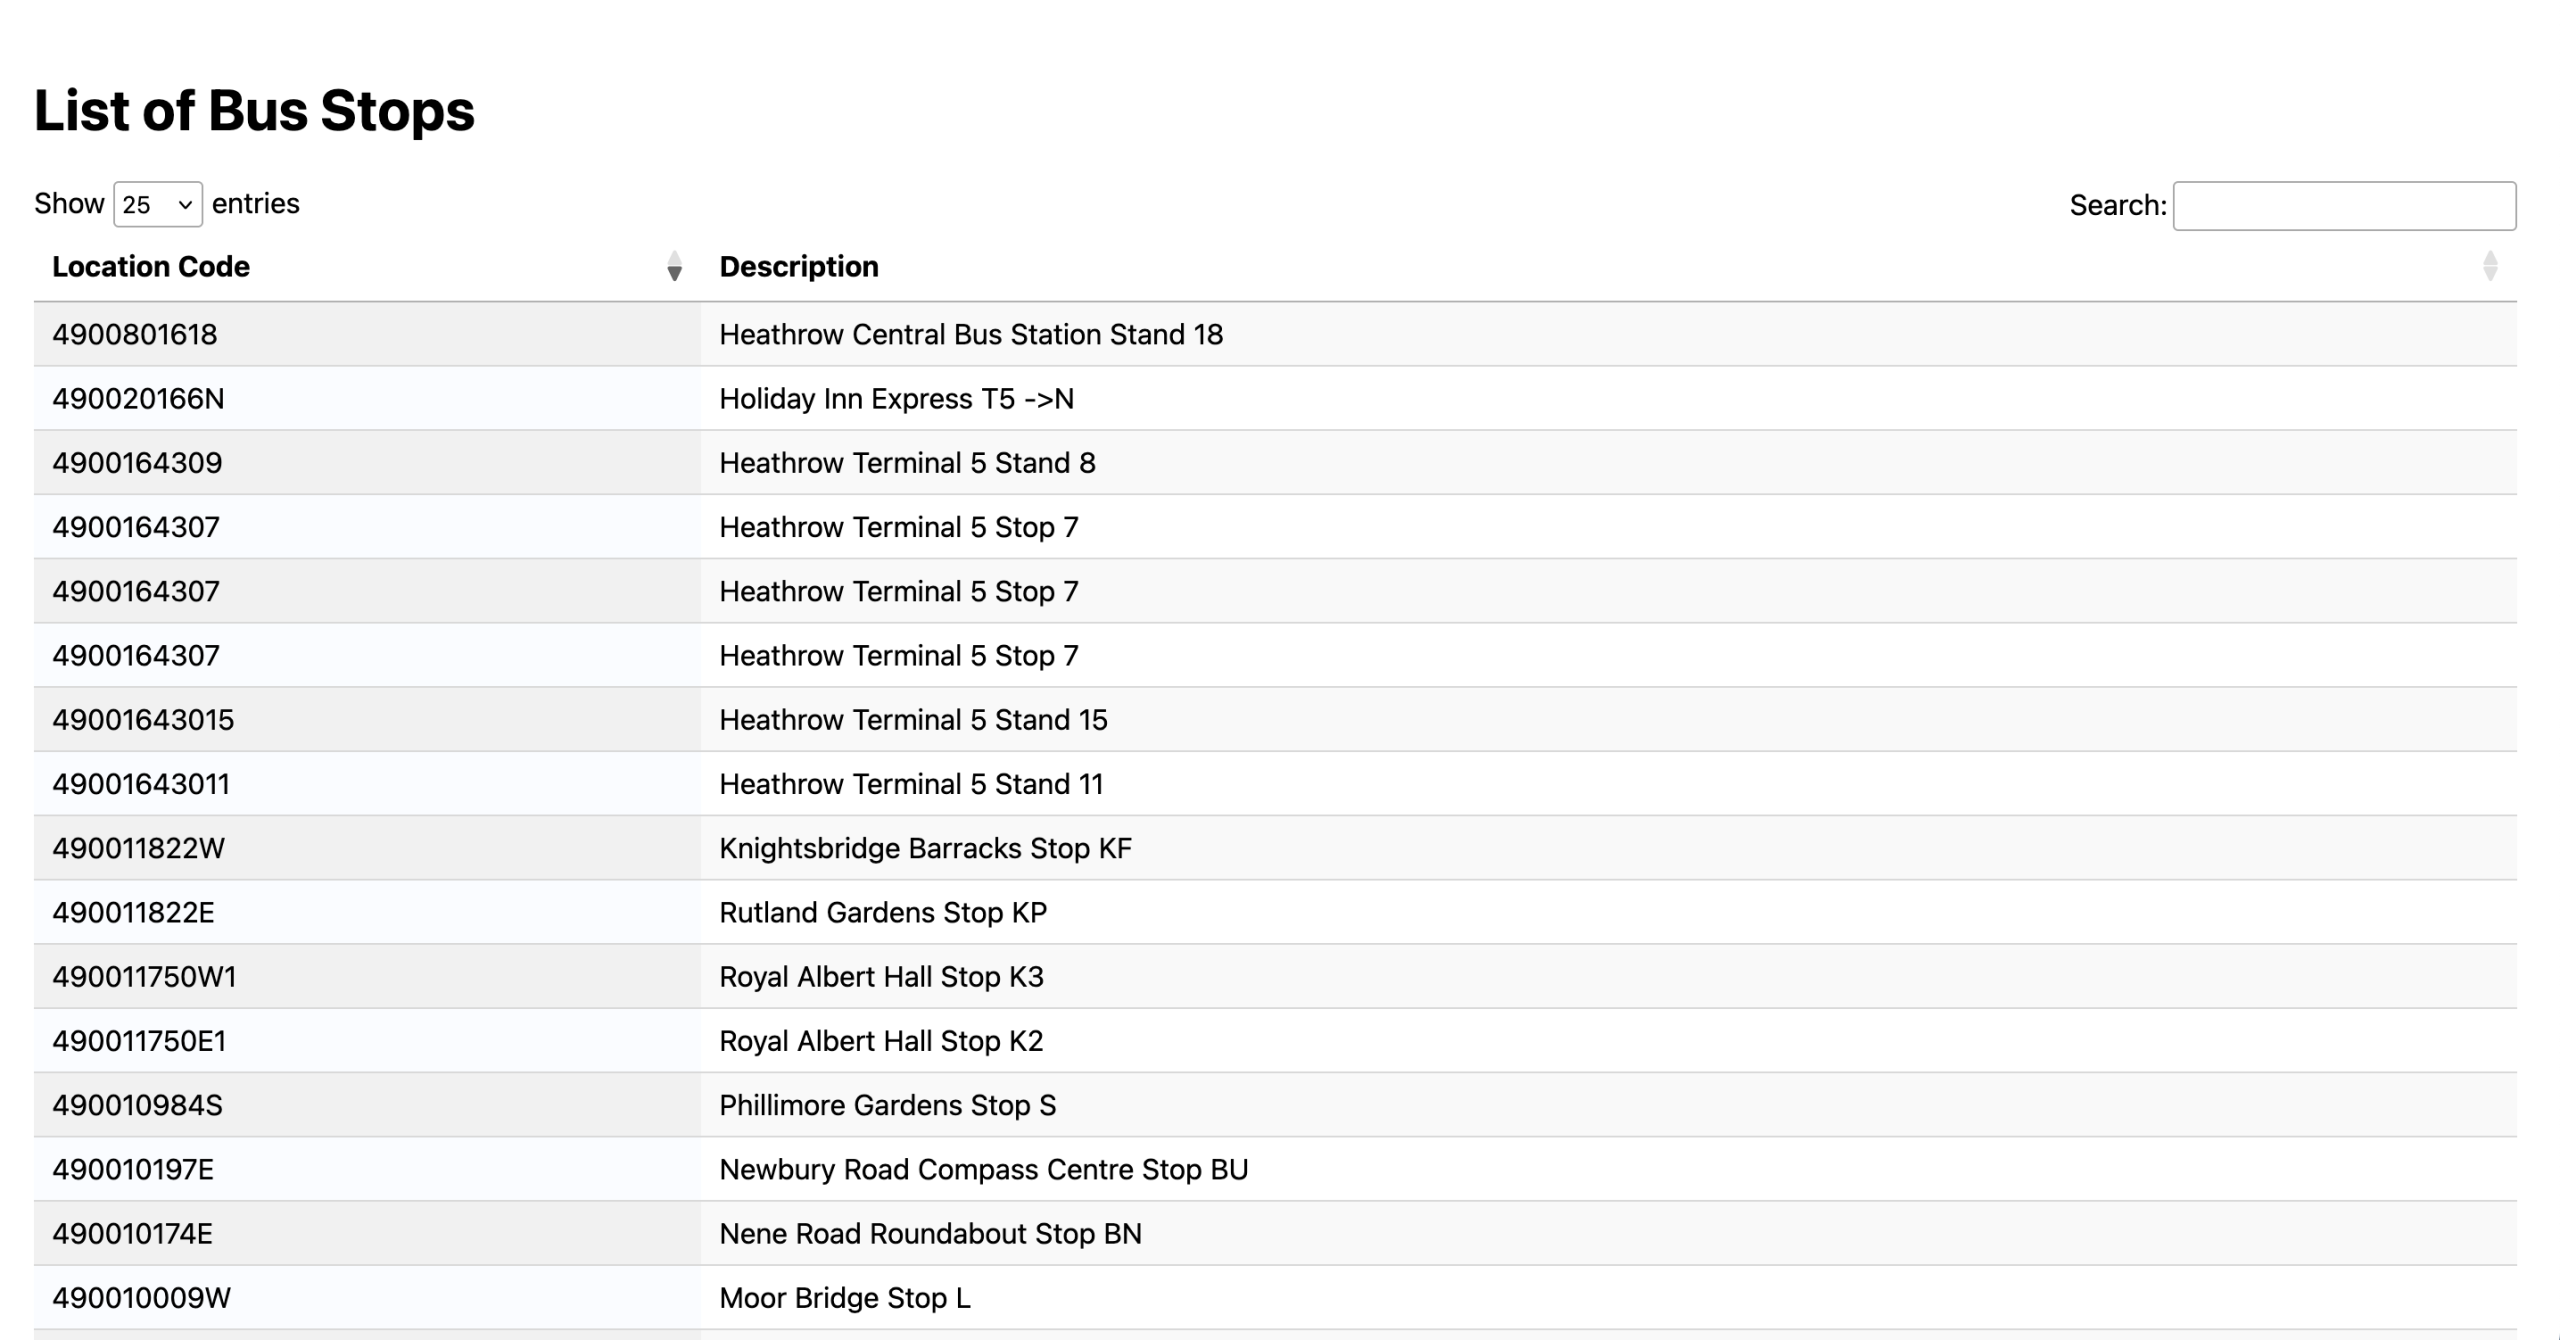 List of Bus Stops
Show 25 entries Search:
Location Code Description
4900801618 Heathrow Central Bus Station Stand 18
490020166N Holiday Inn Express T5 ->N
4900164309 Heathrow Terminal 5 Stand 8
4900164307 Heathrow Terminal 5 Stop 7
4900164307 Heathrow Terminal 5 Stop 7
4900164307 Heathrow Terminal 5 Stop 7
49001643015 Heathrow Terminal 5 Stand 15
49001643011 Heathrow Terminal 5 Stand 11
490011822W Knightsbridge Barracks Stop KF
490011822E Rutland Gardens Stop KP
490011750W1 Royal Albert Hall Stop K3
490011750E1 Royal Albert Hall Stop K2
490010984S Phillimore Gardens Stop S
490010197E Newbury Road Compass Centre Stop BU
490010174E Nene Road Roundabout Stop BN
490010009W Moor Bridge Stop L